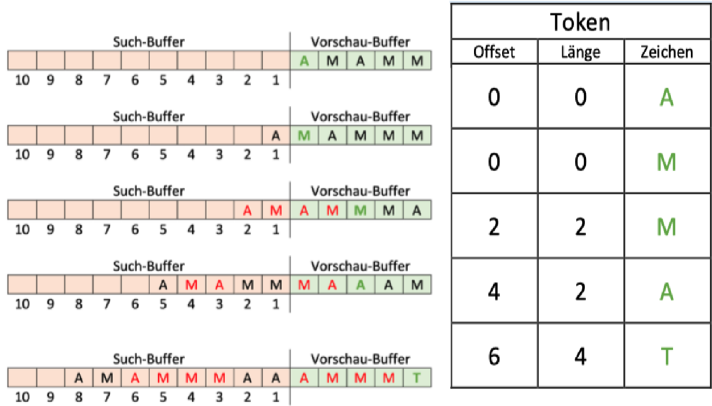 Such-Buffer Vorschau-Buffer
A M A M M
10 9 8 7 6 5 4 3 2 1
Such-Buffer Vorschau-Buffer
A M A M M M
10 9 8 7 6 5 4 3 2 1
Such-Buffer Vorschau-Buffer
A M A M M M A
10 9 8 7 6 5 4 3 2 1
Such-Buffer Vorschau-Buffer
A M A M M M A A A M
10 9 8 7 6 5 4 3 2 1
Such-Buffer Vorschau-Buffer
A M A M M M A A A M M M T
10 9 8 7 6 5 4 3 2 1
Token
Offset Länge Zeichen
0 0 A
0 0 M
2 2 M
4 2 A
6 4 T